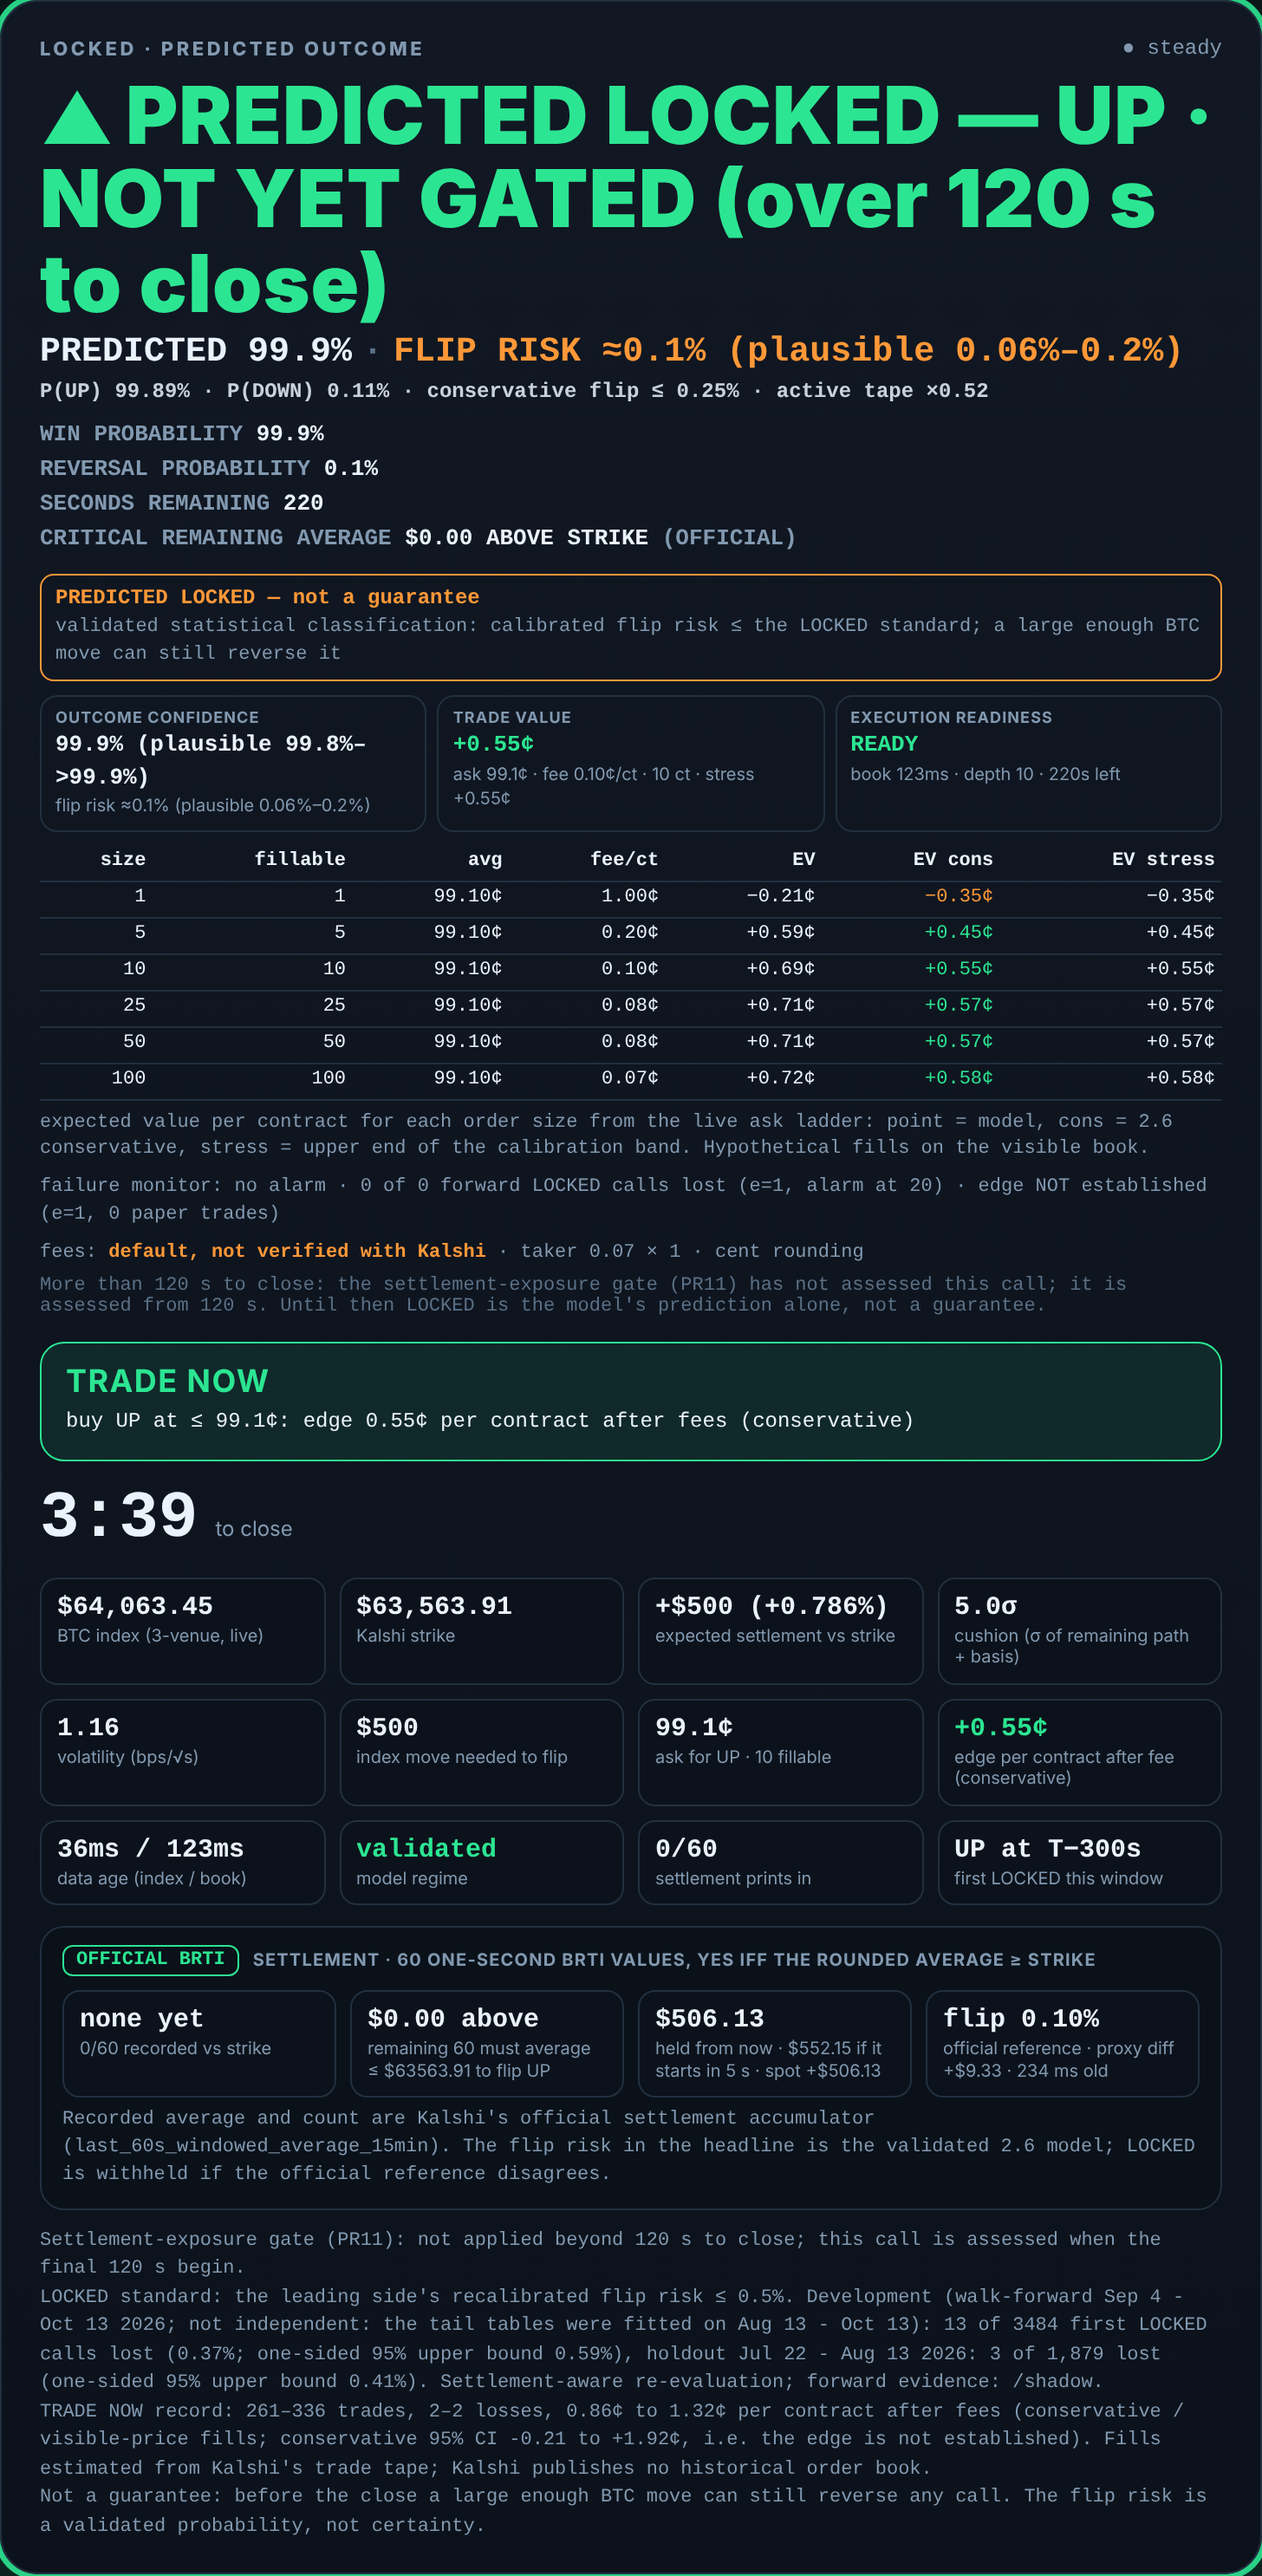 LOCKED · PREDICTED OUTCOME
● steady
▲ PREDICTED LOCKED — UP ·
NOT YET GATED (over 120 s
to close)
PREDICTED 99.9% · FLIP RISK ≈0.1% (plausible 0.06%–0.2%)
P(UP) 99.89% · P(DOWN) 0.11% · conservative flip ≤ 0.25% · active tape ×0.52
WIN PROBABILITY 99.9%
REVERSAL PROBABILITY 0.1%
SECONDS REMAINING 220
CRITICAL REMAINING AVERAGE $0.00 ABOVE STRIKE (OFFICIAL)
PREDICTED LOCKED — not a guarantee
validated statistical classification: calibrated flip risk ≤ the LOCKED standard; a large enough BTC
move can still reverse it
OUTCOME CONFIDENCE
99.9% (plausible 99.8%–
>99.9%)
flip risk ≈0.1% (plausible 0.06%–0.2%)
TRADE VALUE
+0.55¢
ask 99.1¢ · fee 0.10¢/ct · 10 ct · stress
+0.55¢
EXECUTION READINESS
READY
book 123ms · depth 10 · 220s left
size fillable avg fee/ct EV EV cons EV stress
1 1 99.10¢ 1.00¢ −0.21¢ −0.35¢ −0.35¢
5 5 99.10¢ 0.20¢ +0.59¢ +0.45¢ +0.45¢
10 10 99.10¢ 0.10¢ +0.69¢ +0.55¢ +0.55¢
25 25 99.10¢ 0.08¢ +0.71¢ +0.57¢ +0.57¢
50 50 99.10¢ 0.08¢ +0.71¢ +0.57¢ +0.57¢
100 100 99.10¢ 0.07¢ +0.72¢ +0.58¢ +0.58¢
expected value per contract for each order size from the live ask ladder: point = model, cons = 2.6
conservative, stress = upper end of the calibration band. Hypothetical fills on the visible book.
failure monitor: no alarm · 0 of 0 forward LOCKED calls lost (e=1, alarm at 20) · edge NOT established
(e=1, 0 paper trades)
fees: default, not verified with Kalshi · taker 0.07 × 1 · cent rounding
More than 120 s to close: the settlement-exposure gate (PR11) has not assessed this call; it is
assessed from 120 s. Until then LOCKED is the model's prediction alone, not a guarantee.
TRADE NOW
buy UP at ≤ 99.1¢: edge 0.55¢ per contract after fees (conservative)
3:39 to close
$64,063.45
BTC index (3-venue, live)
$63,563.91
Kalshi strike
+$500 (+0.786%)
expected settlement vs strike
5.0σ
cushion (σ of remaining path
+ basis)
1.16
volatility (bps/√s)
$500
index move needed to flip
99.1¢
ask for UP · 10 fillable
+0.55¢
edge per contract after fee
(conservative)
36ms / 123ms
data age (index / book)
validated
model regime
0/60
settlement prints in
UP at T−300s
first LOCKED this window
OFFICIAL BRTI SETTLEMENT · 60 ONE-SECOND BRTI VALUES, YES IFF THE ROUNDED AVERAGE ≥ STRIKE
none yet
0/60 recorded vs strike
$0.00 above
remaining 60 must average
≤ $63563.91 to flip UP
$506.13
held from now · $552.15 if it
starts in 5 s · spot +$506.13
flip 0.10%
official reference · proxy diff
+$9.33 · 234 ms old
Recorded average and count are Kalshi's official settlement accumulator
(last_60s_windowed_average_15min). The flip risk in the headline is the validated 2.6 model; LOCKED
is withheld if the official reference disagrees.
Settlement-exposure gate (PR11): not applied beyond 120 s to close; this call is assessed when the
final 120 s begin.
LOCKED standard: the leading side's recalibrated flip risk ≤ 0.5%. Development (walk-forward Sep 4 -
Oct 13 2026; not independent: the tail tables were fitted on Aug 13 - Oct 13): 13 of 3484 first LOCKED
calls lost (0.37%; one-sided 95% upper bound 0.59%), holdout Jul 22 - Aug 13 2026: 3 of 1,879 lost
(one-sided 95% upper bound 0.41%). Settlement-aware re-evaluation; forward evidence: /shadow.
TRADE NOW record: 261–336 trades, 2–2 losses, 0.86¢ to 1.32¢ per contract after fees (conservative /
visible-price fills; conservative 95% CI -0.21 to +1.92¢, i.e. the edge is not established). Fills
estimated from Kalshi's trade tape; Kalshi publishes no historical order book.
Not a guarantee: before the close a large enough BTC move can still reverse any call. The flip risk is
a validated probability, not certainty.